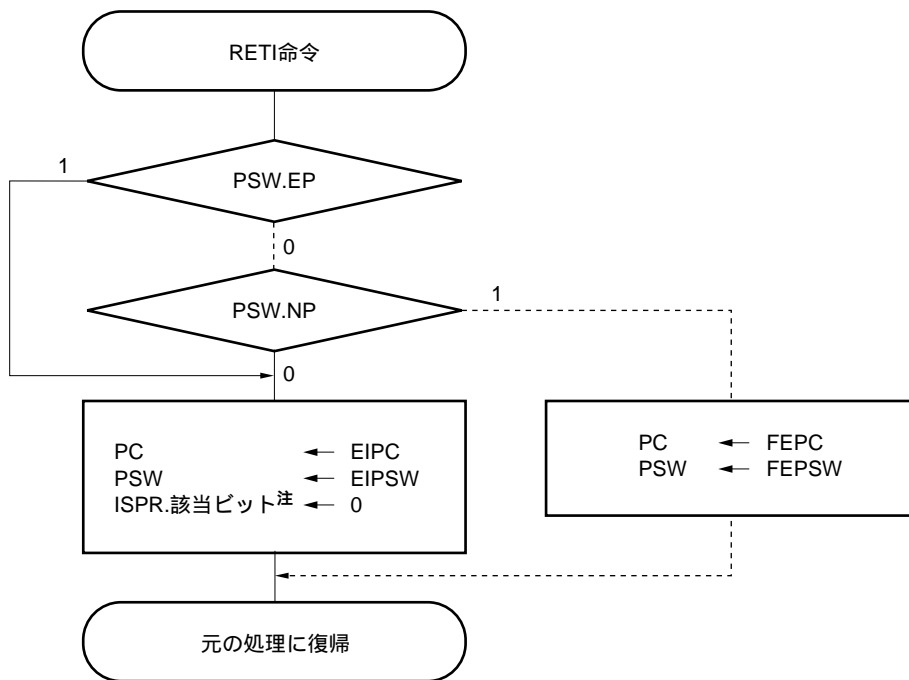 RETI命令
1
PSW.EP
0
PSW.NP
1
0
PC ← EIPC
PSW ← EIPSW
ISPR.該当ビット注 ← 0
PC ← FEPC
PSW ← FEPSW
元の処理に復帰